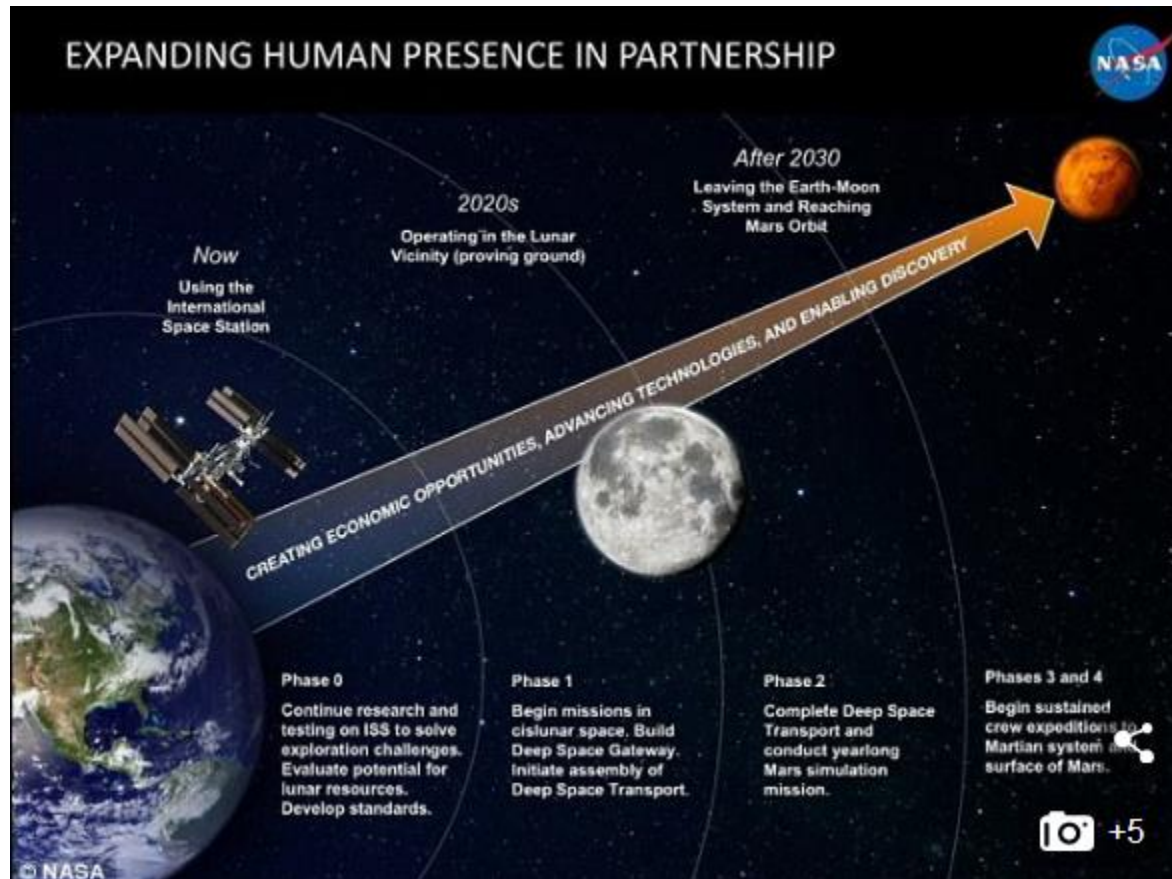 EXPANDING HUMAN PRESENCE IN PARTNERSHIP
NASA
After 2030
Leaving the Earth-Moon
System and Reaching
Mars Orbit
2020s
Operating in the Lunar
Vicinity (proving ground)
Now
Using the
International
Space Station
CREATING ECONOMIC OPPORTUNITIES, ADVANCING TECHNOLOGIES, AND ENABLING DISCOVERY
Phase 0
Continue research and
testing on ISS to solve
exploration challenges.
Evaluate potential for
lunar resources.
Develop standards.
Phase 1
Begin missions in
cislunar space. Build
Deep Space Gateway.
Initiate assembly of
Deep Space Transport.
Phase 2
Complete Deep Space
Transport and
conduct yearlong
Mars simulation
mission.
Phases 3 and 4
Begin sustained
crew expeditions to
Martian system
surface of Mars.
+5
© NASA